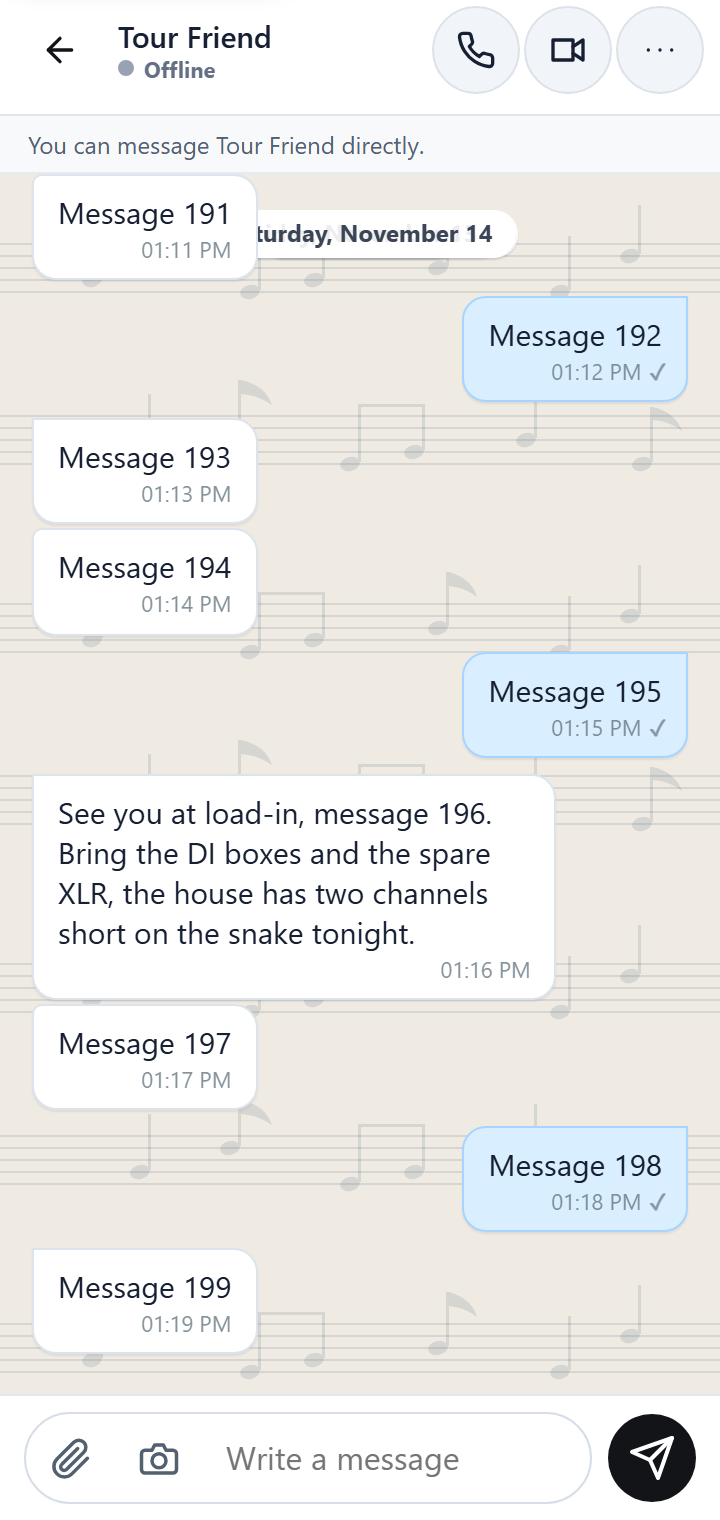 Tour Friend
Offline
You can message Tour Friend directly.
Message 191
01:11 PM
November 14
Message 192
01:12 PM ✓
Message 193
01:13 PM
Message 194
01:14 PM
Message 195
01:15 PM ✓
See you at load-in, message 196.
Bring the DI boxes and the spare
XLR, the house has two channels
short on the snake tonight.
01:16 PM
Message 197
01:17 PM
Message 198
01:18 PM ✓
Message 199
01:19 PM
Write a message